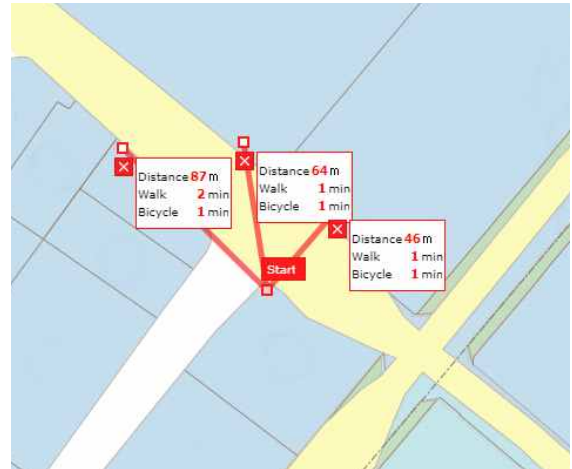 Distance 87 m
Walk 2 min
Bicycle 1 min
Distance 64 m
Walk 1 min
Bicycle 1 min
Distance 46 m
Walk 1 min
Bicycle 1 min
Start